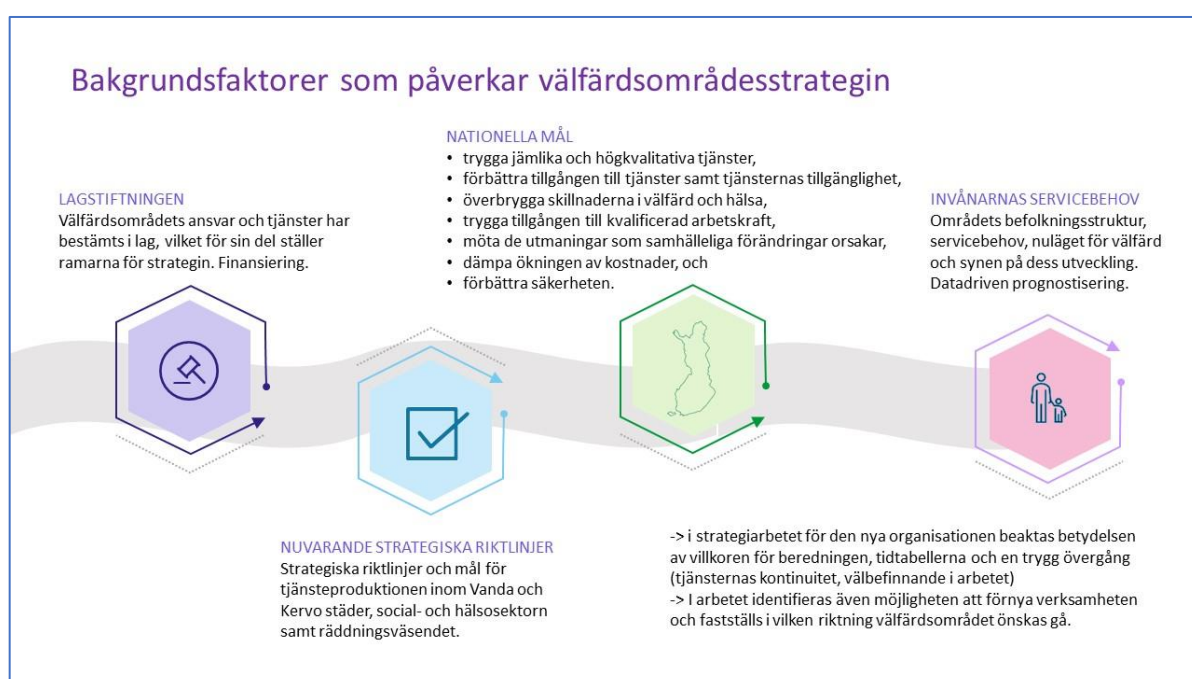 Bakgrundsfaktorer som påverkar välfärdsområdesstrategin
LAGSTIFTNINGEN
Välfärdsområdets ansvar och tjänster har
bestämts i lag, vilket för sin del ställer
ramarna för strategin. Finansiering.
NUVARANDE STRATEGISKA RIKTLINJER
Strategiska riktlinjer och mål för
tjänsteproduktionen inom Vanda och
Kervo städer, social- och hälsosektorn
samt räddningsväsendet.
NATIONELLA MÅL
• trygga jämlika och högkvalitativa tjänster,
• förbättra tillgången till tjänster samt tjänsternas tillgänglighet,
• överbrygga skillnaderna i välfärd och hälsa,
• trygga tillgången till kvalificerad arbetskraft,
• möta de utmaningar som samhälleliga förändringar orsakar,
• dämpa ökningen av kostnader, och
• förbättra säkerheten.
INVÅNARNAS SERVICEBEHOV
Områdets befolkningsstruktur,
servicebehov, nuläget för välfärd
och synen på dess utveckling.
Datadriven prognostisering.
-> i strategiarbetet för den nya organisationen beaktas betydelsen
av villkoren för beredningen, tidtabellerna och en trygg övergång
(tjänsternas kontinuitet, välbefinnande i arbetet)
-> I arbetet identifieras även möjligheten att förnya verksamheten
och fastställs i vilken riktning välfärdsområdet önskas gå.